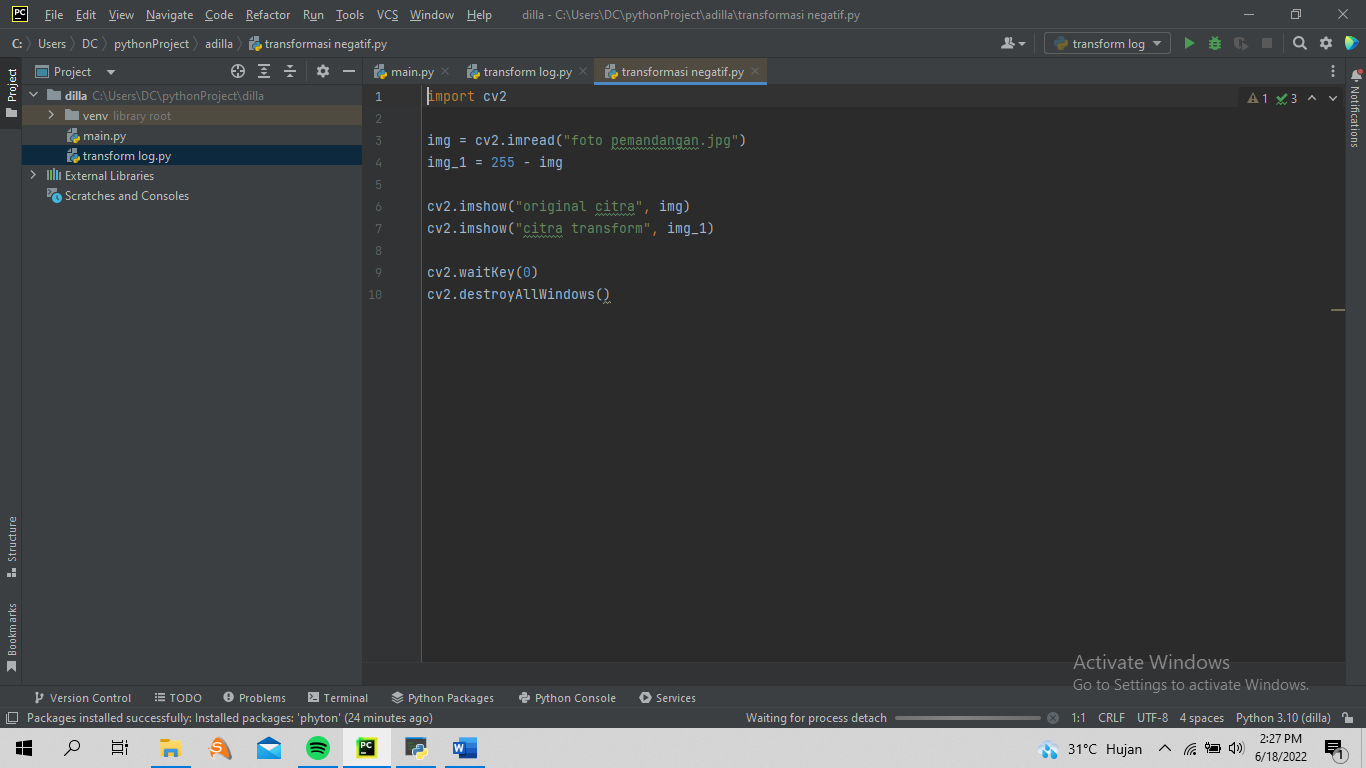 PC File Edit View Navigate Code Refactor Run Tools VCS Window Help dilla - C:\Users\DC\pythonProject\adilla\transformasi negatif.py
C: Users DC pythonProject adilla transformasi negatif.py transform log
Project
Project
main.py transform log.py transformasi negatif.py
dilla C:\Users\DC\pythonProject\dilla
venv library root
main.py
transform log.py
External Libraries
Scratches and Consoles
1 import cv2
2
3 img = cv2.imread("foto pemandangan.jpg")
4 img_1 = 255 - img
5
6 cv2.imshow("original citra", img)
7 cv2.imshow("citra transform", img_1)
8
9 cv2.waitKey(0)
10 cv2.destroyAllWindows()
1 3
Notifications
Structure
Bookmarks
Activate Windows
Go to Settings to activate Windows.
Version Control TODO Problems Terminal Python Packages Python Console Services
Packages installed successfully: Installed packages: 'phyton' (24 minutes ago) Waiting for process detach 1:1 CRLF UTF-8 4 spaces Python 3.10 (dilla)
S PC W 31°C Hujan 2:27 PM
6/18/2022 1